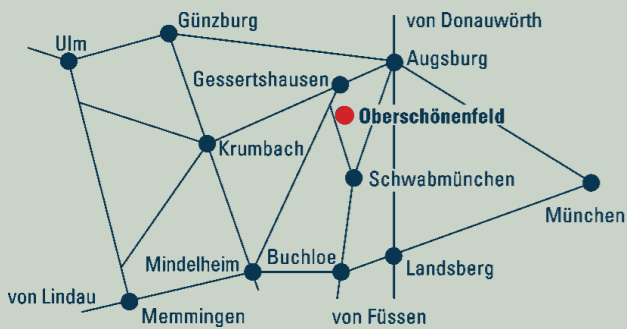 Günzburg
von Donauwörth
Ulm
Augsburg
Gessertshausen
Oberschönenfeld
Krumbach
Schwabmünchen
München
Mindelheim
Buchloe
Landsberg
von Lindau
Memmingen
von Füssen